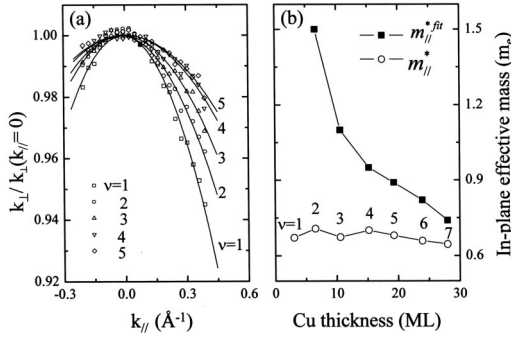 (a)
1.00
0.98
0.96
0.94
0.92
k⊥/ k⊥(k//=0)
ν=1
2
3
4
5
5
4
3
2
ν=1
-0.3
0.0
0.3
0.6
k// (Å-1)
(b)
m*fit//
m*//
ν=1
2
3
4
5
6
7
0
10
20
30
Cu thickness (ML)
1.5
1.2
0.9
0.6
In-plane effective mass (me)